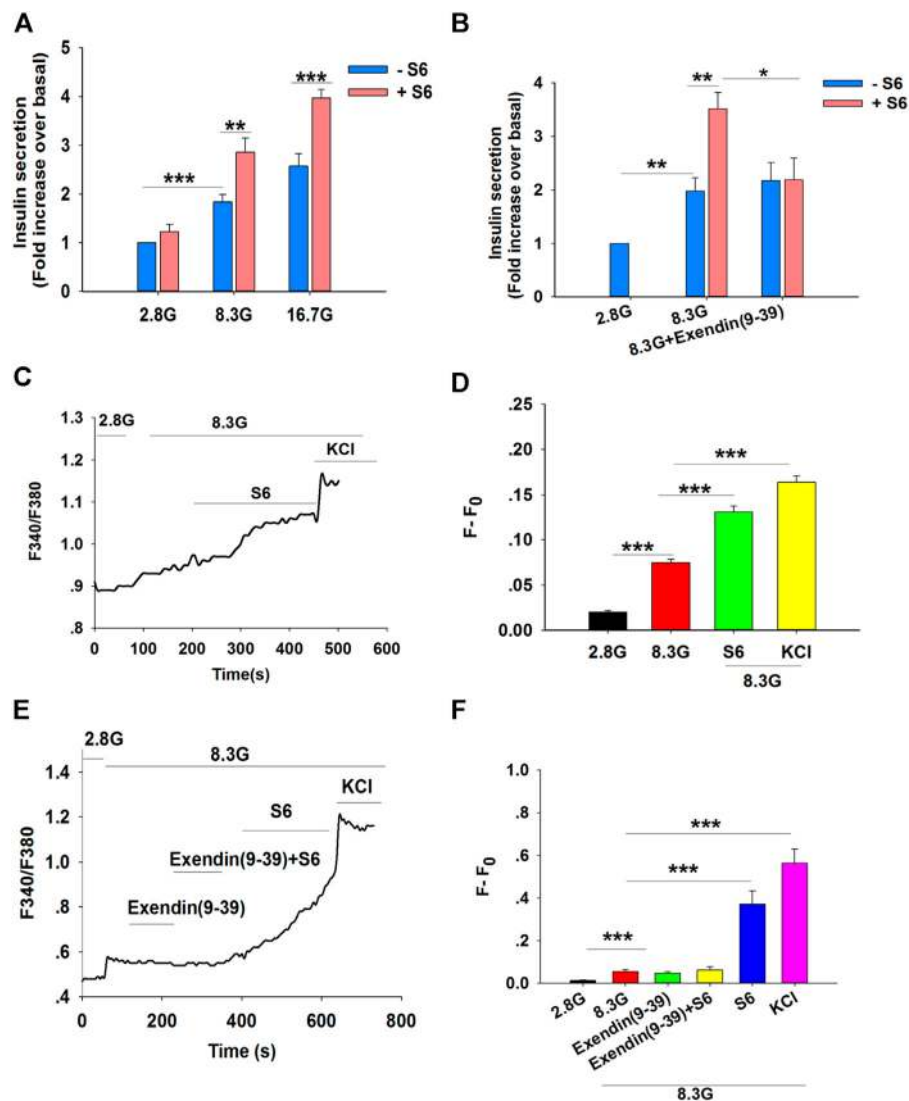 A
Insulin secretion
(Fold increase over basal)
5
4
3
2
1
0
***
**
***
- S6
+ S6
2.8G 8.3G 16.7G
B
Insulin secretion
(Fold increase over basal)
4
3
2
1
0
**
**
*
- S6
+ S6
2.8G
8.3G
8.3G+Exendin(9-39)
C
F340/F380
1.3
1.2
1.1
1.0
.9
.8
2.8G
8.3G
KCl
S6
0 100 200 300 400 500 600
Time(s)
D
F- F0
.25
.20
.15
.10
.05
0.00
***
***
***
2.8G 8.3G S6 KCl
8.3G
E
F340/F380
1.4
1.2
1.0
.8
.6
.4
2.8G
8.3G
KCl
S6
Exendin(9-39)+S6
Exendin(9-39)
0 200 400 600 800
Time (s)
F
F- F0
1.0
.8
.6
.4
.2
0.0
***
***
***
2.8G
8.3G
Exendin(9-39)
Exendin(9-39)+S6
S6
KCl
8.3G